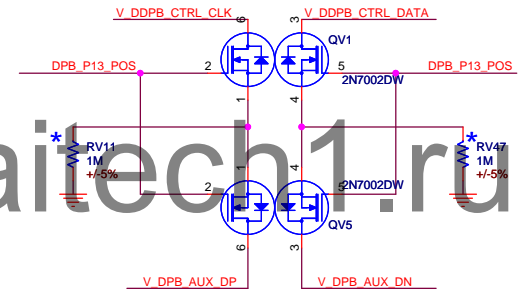 V_DDPB_CTRL_CLK
V_DDPB_CTRL_DATA
6
3
QV1
DPB_P13_POS
2
5
DPB_P13_POS
2N7002DW
1
4
*
RV11
1M
+/-5%
*
RV47
1M
+/-5%
aitech1.ru
1
4
2
5
2N7002DW
QV5
6
3
V_DPB_AUX_DP
V_DPB_AUX_DN